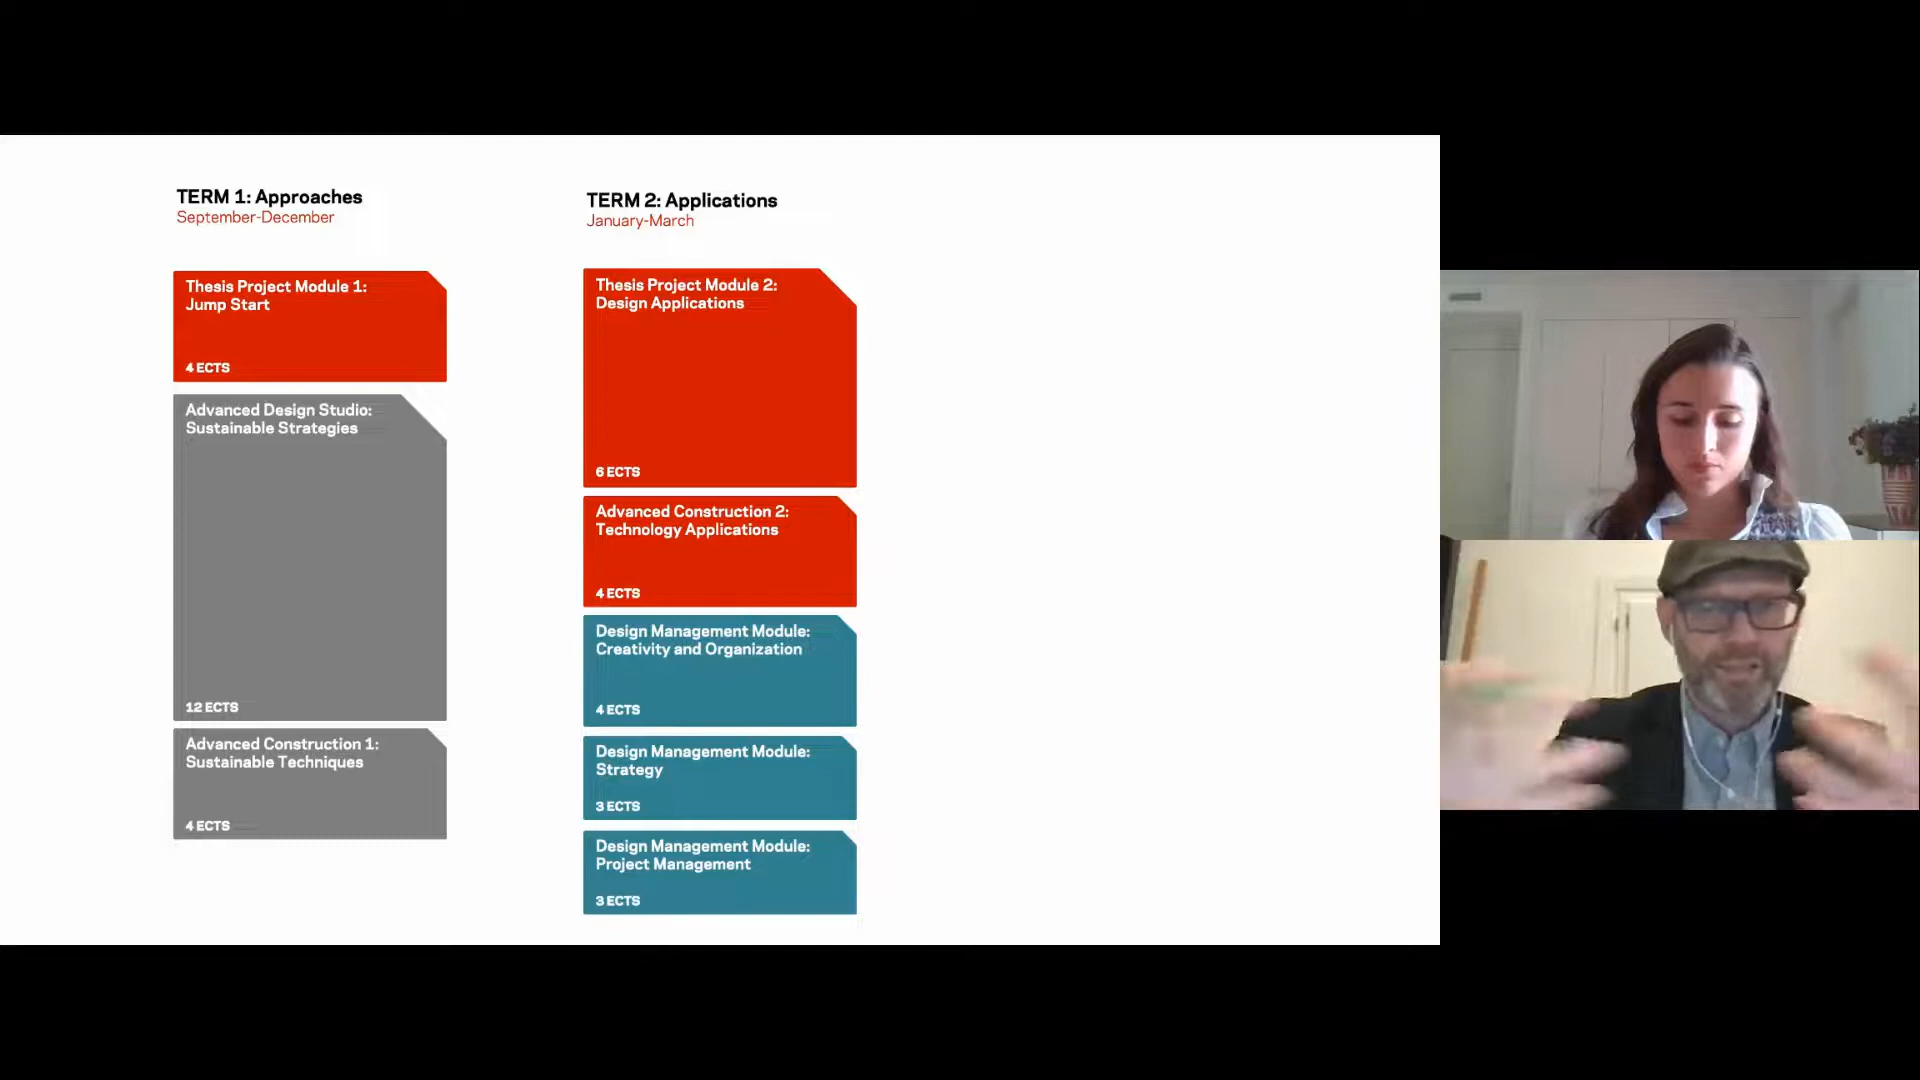 TERM 1: Approaches
September-December
Thesis Project Module 1:
Jump Start
4 ECTS
Advanced Design Studio:
Sustainable Strategies
12 ECTS
Advanced Construction 1:
Sustainable Techniques
4 ECTS
TERM 2: Applications
January-March
Thesis Project Module 2:
Design Applications
6 ECTS
Advanced Construction 2:
Technology Applications
4 ECTS
Design Management Module:
Creativity and Organization
4 ECTS
Design Management Module:
Strategy
3 ECTS
Design Management Module:
Project Management
3 ECTS